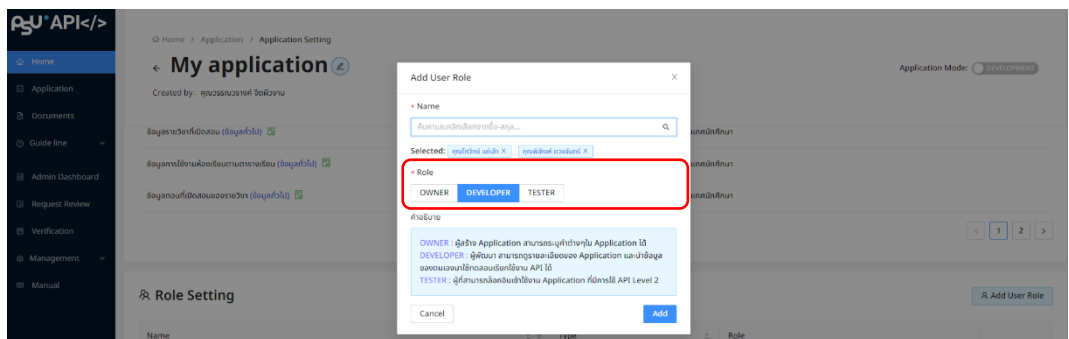 PSU API</>
Home
Application
Documents
Guide line
Admin Dashboard
Request Review
Verification
Management
Manual
Home / Application / Application Setting
My application
Created by: คุณวรรณวรางค์ จิตผิวงาม
Application Mode: DEVELOPMENT
ข้อมูลรายวิชาที่เปิดสอน (ข้อมูลทั่วไป)
ข้อมูลการใช้งานห้องเรียนตามตารางเรียน (ข้อมูลทั่วไป)
ข้อมูลตอนที่เปิดสอนของรายวิชา (ข้อมูลทั่วไป)
1 2
Role Setting
Add User Role
Name
Type
Role
Add User Role
* Name
ค้นหาและคลิกเลือกจากชื่อ-สกุล...
Selected:
* Role
OWNER DEVELOPER TESTER
คำอธิบาย
OWNER : ผู้สร้าง Application สามารถระบุค่าต่างๆใน Application ได้
DEVELOPER : ผู้พัฒนา สามารถดูรายละเอียดของ Application และนำข้อมูล
ของตนเองมาใช้ทดสอบเรียกใช้งาน API ได้
TESTER : ผู้ที่สามารถล็อกอินเข้าใช้งาน Application ที่มีการใช้ API Level 2
Cancel
Add